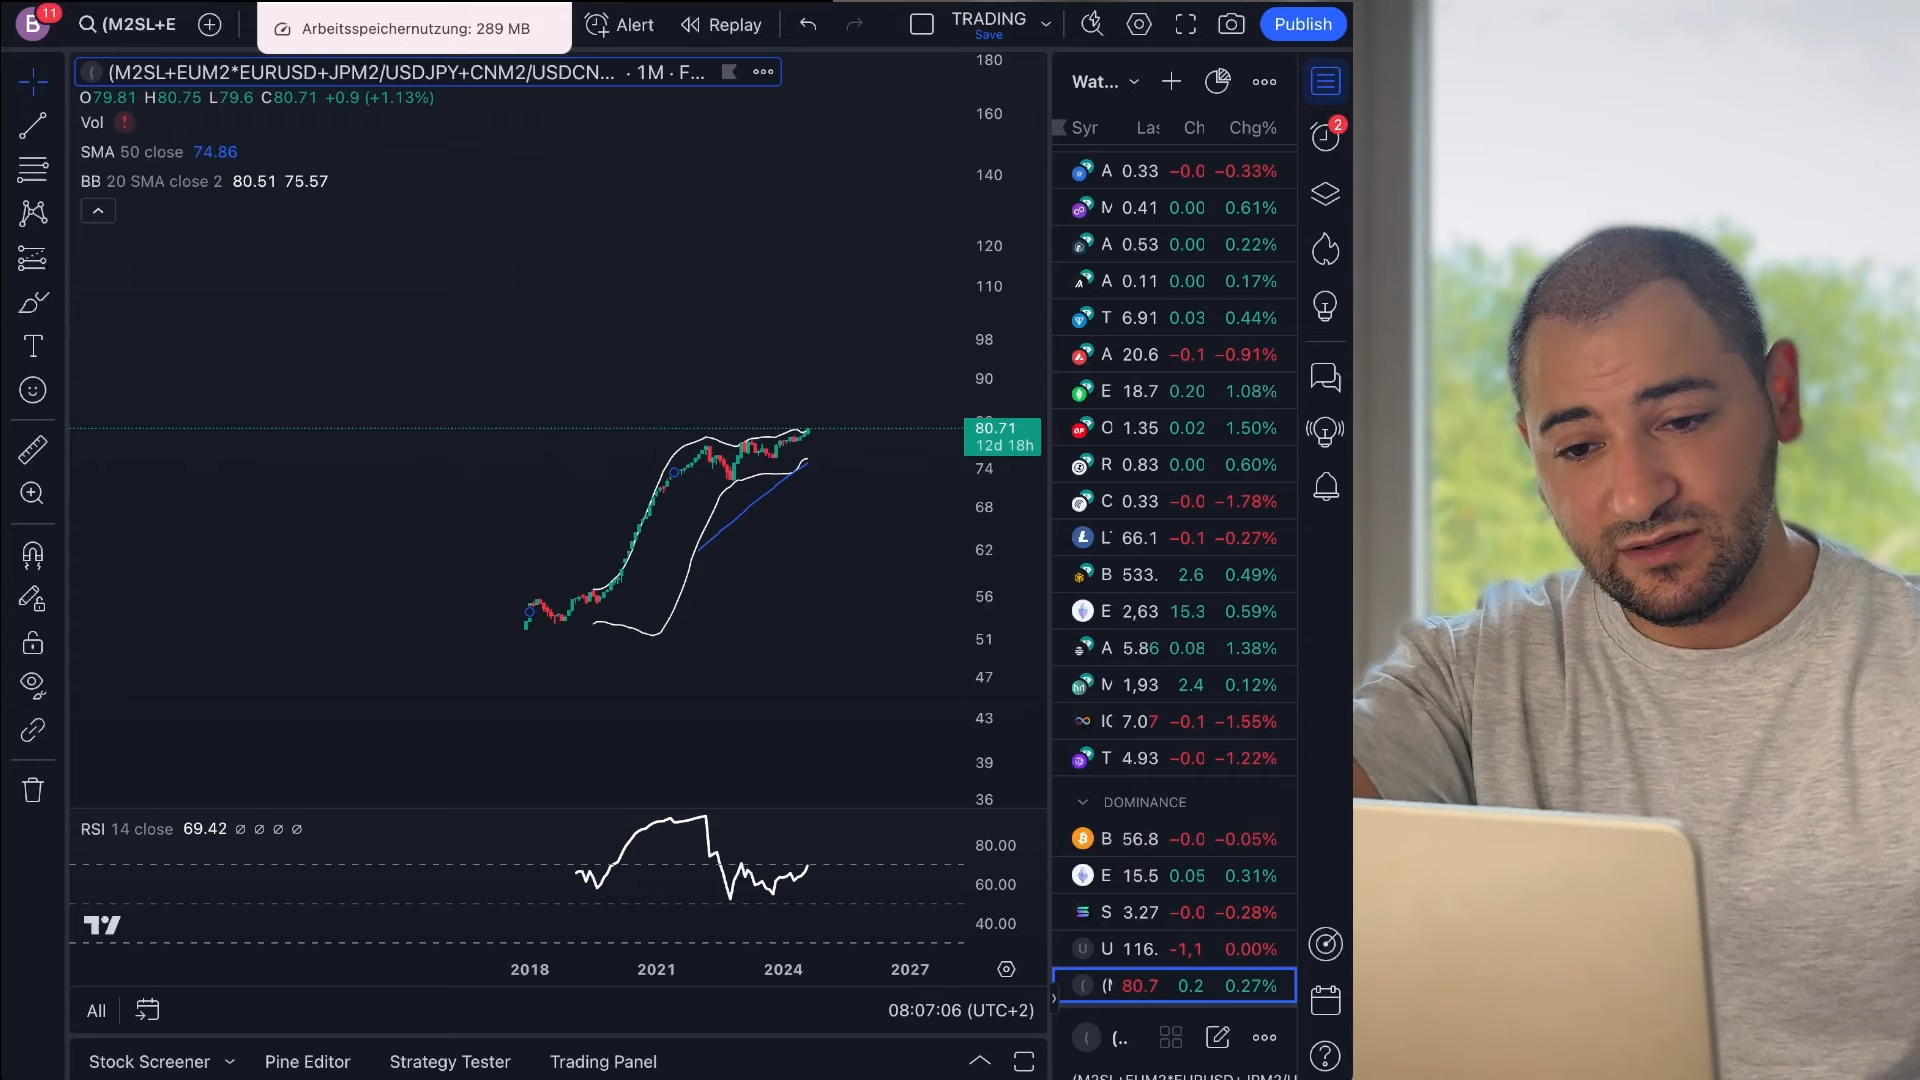 B
11
(M2SL+E
Arbeitsspeichernutzung: 289 MB
Alert
Replay
TRADING
Save
Publish
(M2SL+EUM2*EURUSD+JPM2/USDJPY+CNM2/USDCN... · 1M · F...
O79.81 H80.75 L79.6 C80.71 +0.9 (+1.13%)
Vol
SMA 50 close 74.86
BB 20 SMA close 2 80.51 75.57
180
160
140
120
110
98
90
80.71
12d 18h
74
68
62
56
51
47
43
39
36
RSI 14 close 69.42 ∅ ∅ ∅ ∅
80.00
60.00
40.00
2018 2021 2024 2027
All
08:07:06 (UTC+2)
Stock Screener
Pine Editor
Strategy Tester
Trading Panel
Wat...
2
Syr Las Ch Chg%
A 0.33 −0.0 −0.33%
M 0.41 0.00 0.61%
A 0.53 0.00 0.22%
A 0.11 0.00 0.17%
T 6.91 0.03 0.44%
A 20.6 −0.1 −0.91%
E 18.7 0.20 1.08%
O 1.35 0.02 1.50%
R 0.83 0.00 0.60%
C 0.33 −0.0 −1.78%
L 66.1 −0.1 −0.27%
B 533. 2.6 0.49%
E 2,63 15.3 0.59%
A 5.86 0.08 1.38%
M 1,93 2.4 0.12%
IC 7.07 −0.1 −1.55%
T 4.93 −0.0 −1.22%
DOMINANCE
B 56.8 −0.0 −0.05%
E 15.5 0.05 0.31%
S 3.27 −0.0 −0.28%
U U 116. -1,1 0.00%
( (M 80.7 0.2 0.27%
( (..